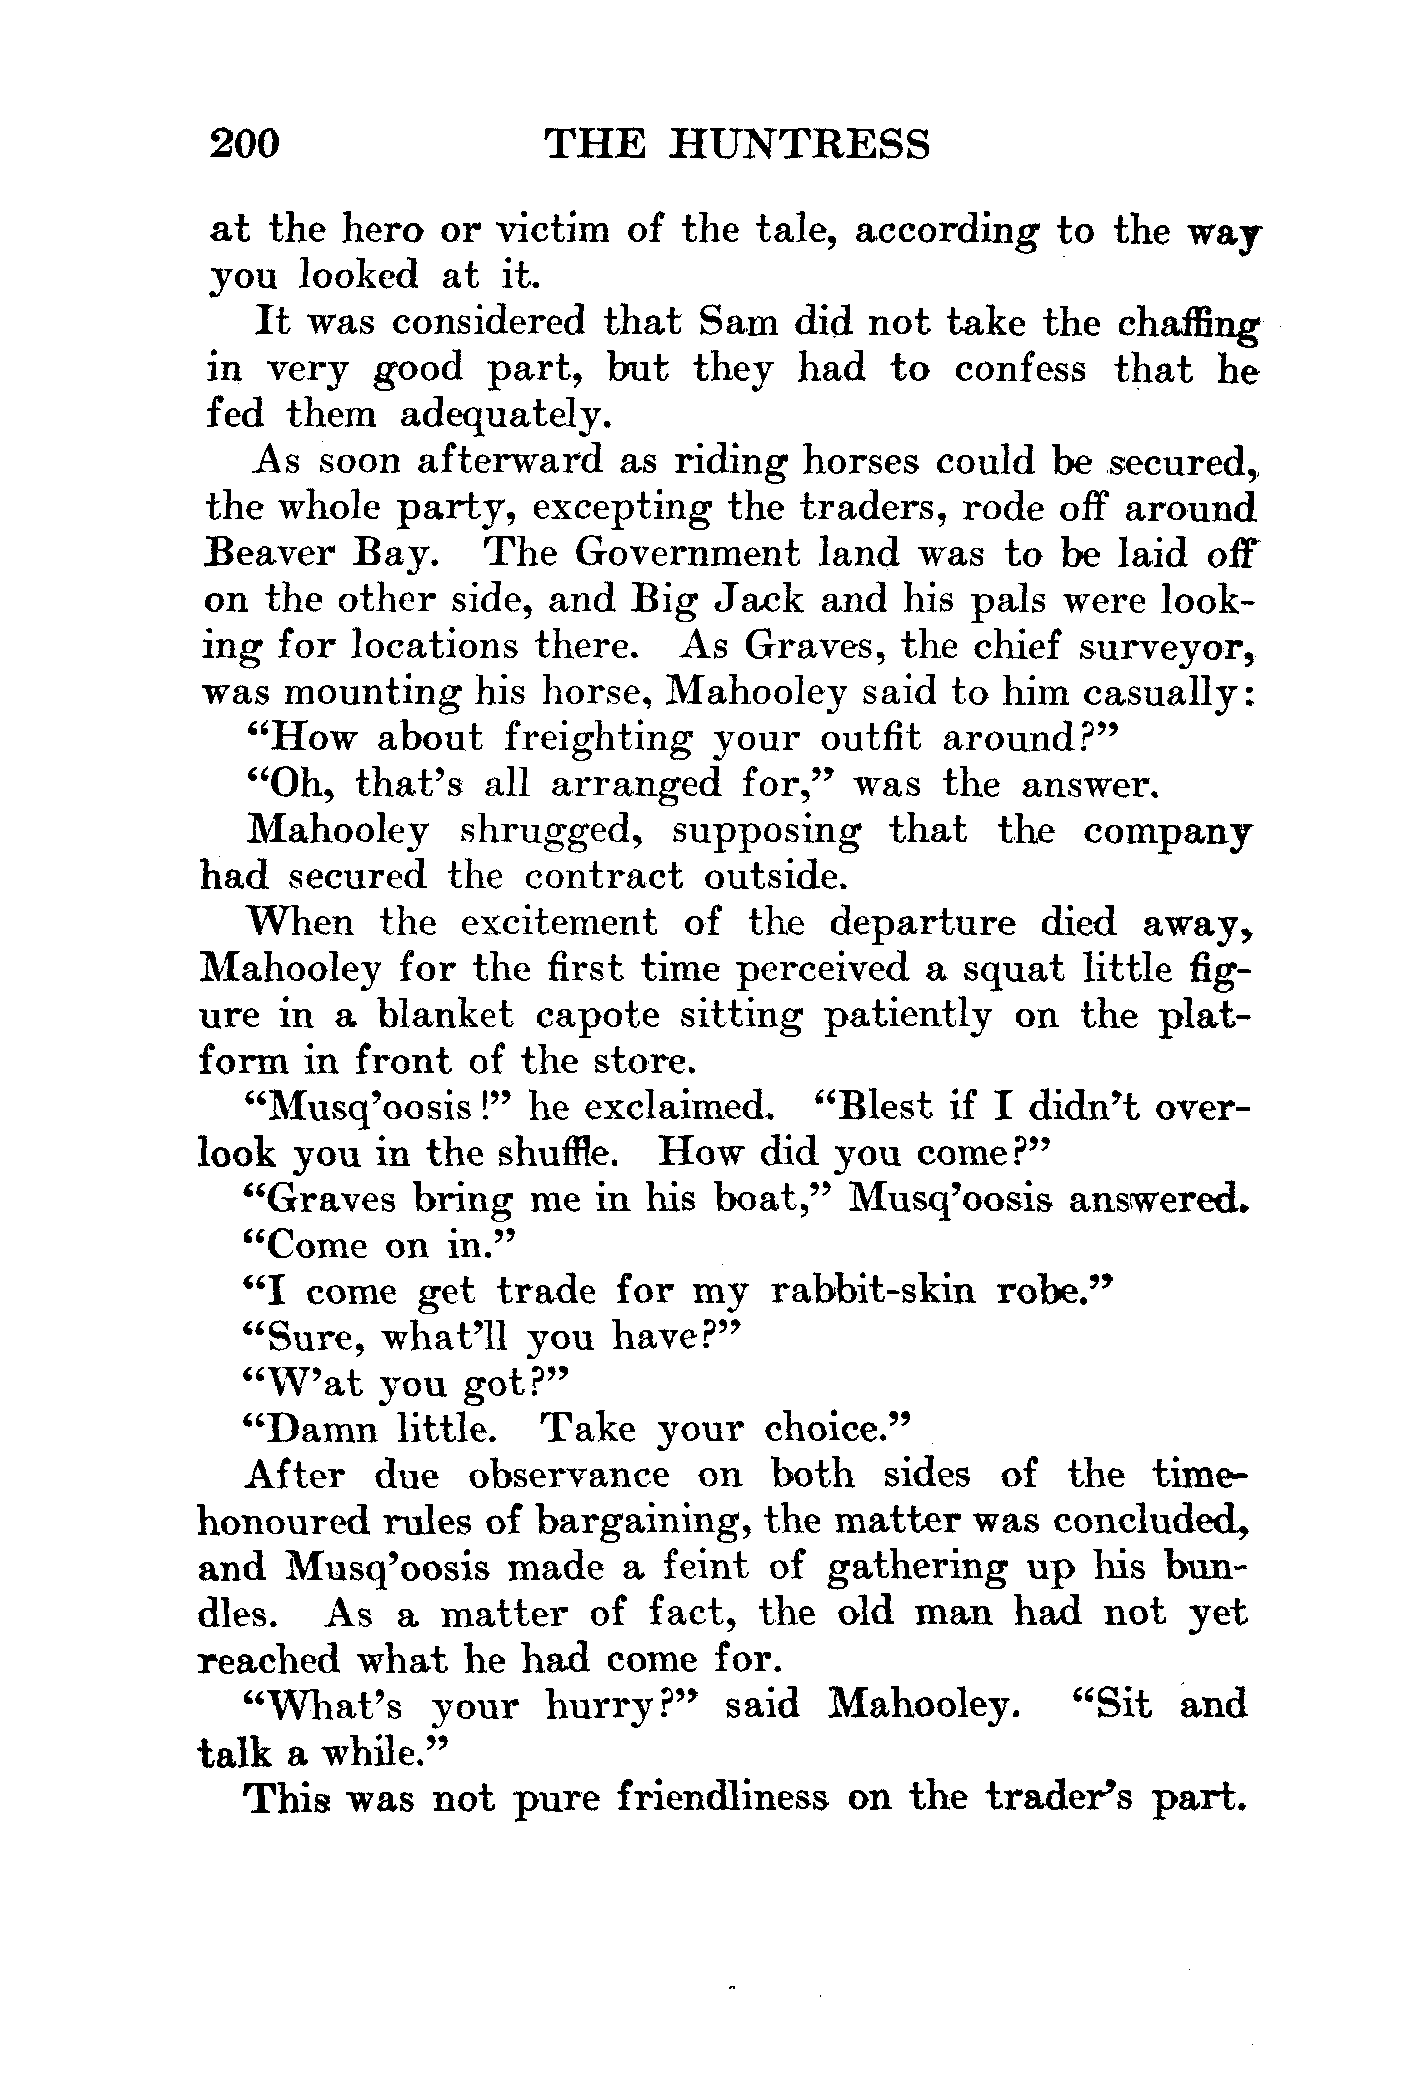 200 THE HUNTRESS
at the hero or victim of the tale, according to the way
you looked at it.
It was considered that Sam did not take the chaffing
in very good part, but they had to confess that he
fed them adequately.
As soon afterward as riding horses could be secured,
the whole party, excepting the traders, rode off around
Beaver Bay. The Government land was to be laid off
on the other side, and Big Jack and his pals were look-
ing for locations there. As Graves, the chief surveyor,
was mounting his horse, Mahooley said to him casually:
“How about freighting your outfit around?”
“Oh, that’s all arranged for,” was the answer.
Mahooley shrugged, supposing that the company
had secured the contract outside.
When the excitement of the departure died away,
Mahooley for the first time perceived a squat little fig-
ure in a blanket capote sitting patiently on the plat-
form in front of the store.
“Musq’oosis!” he exclaimed. “Blest if I didn’t over-
look you in the shuffle. How did you come?”
“Graves bring me in his boat,” Musq’oosis answered.
“Come on in.”
“I come get trade for my rabbit-skin robe.”
“Sure, what’ll you have?”
“W’at you got?”
“Damn little. Take your choice.”
After due observance on both sides of the time-
honoured rules of bargaining, the matter was concluded,
and Musq’oosis made a feint of gathering up his bun-
dles. As a matter of fact, the old man had not yet
reached what he had come for.
“What’s your hurry?” said Mahooley. “Sit and
talk a while.”
This was not pure friendliness on the trader’s part.